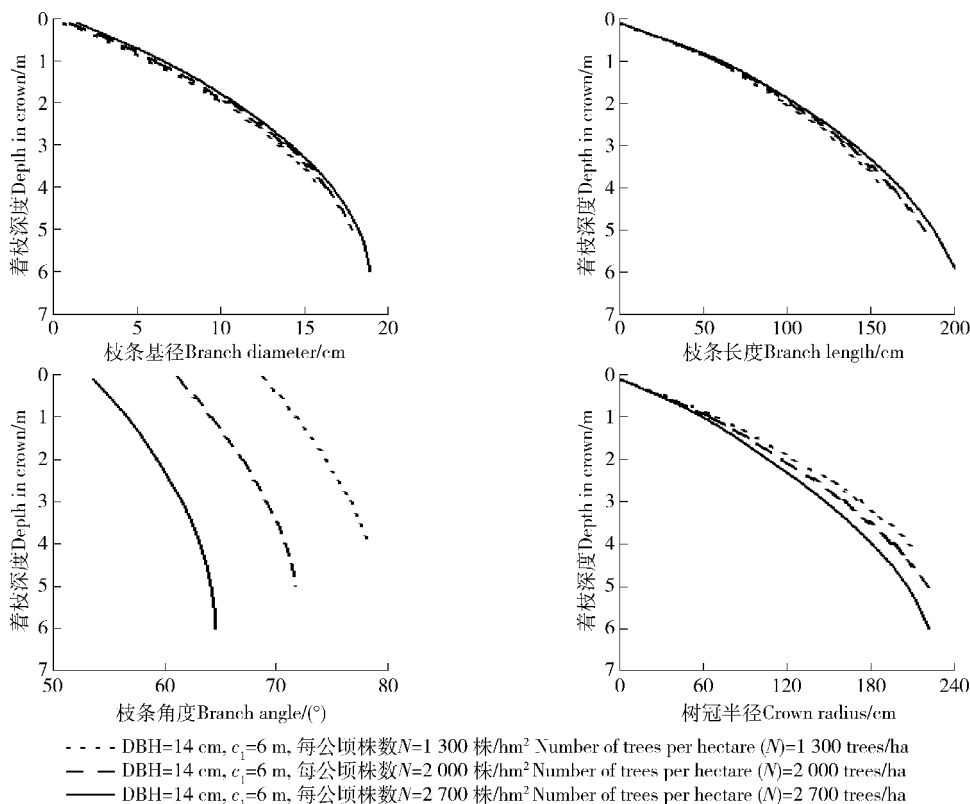 0
1
2
3
4
5
6
7
着枝深度Depth in crown/m
0 5 10 15 20
枝条基径Branch diameter/cm
0
1
2
3
4
5
6
7
着枝深度Depth in crown/m
0 50 100 150 200
枝条长度Branch length/cm
0
1
2
3
4
5
6
7
着枝深度Depth in crown/m
50 60 70 80
枝条角度Branch angle/(°)
0
1
2
3
4
5
6
7
着枝深度Depth in crown/m
0 60 120 180 240
树冠半径Crown radius/cm
DBH=14 cm, c1=6 m, 每公顷株数N=1 300 株/hm² Number of trees per hectare (N)=1 300 trees/ha
DBH=14 cm, c1=6 m, 每公顷株数N=2 000 株/hm² Number of trees per hectare (N)=2 000 trees/ha
DBH=14 cm, c1=6 m, 每公顷株数N=2 700 株/hm² Number of trees per hectare (N)=2 700 trees/ha